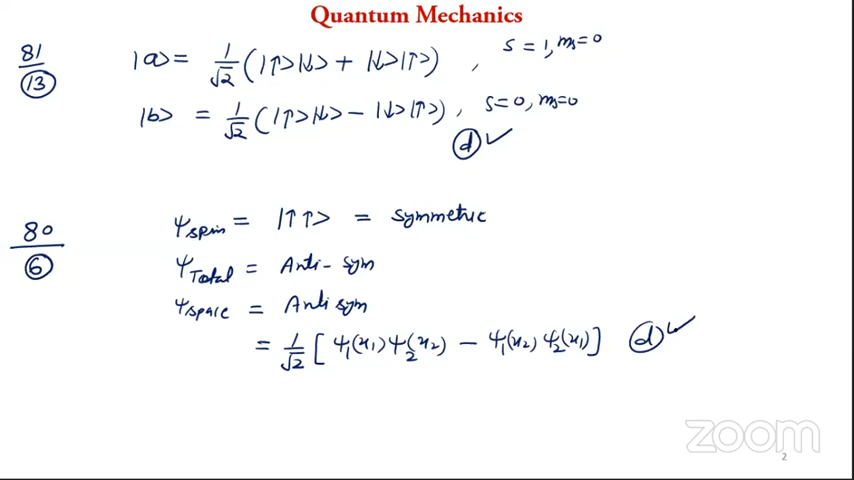 Quantum Mechanics
81
13
|a> = 1/√2 (|↑>|↓> + |↓>|↑>) , s = 1, ms=0
|b> = 1/√2 (|↑>|↓> − |↓>|↑>) , s=0, ms=0
d ✓
80
6
Ψspin = |↑↑> = Symmetric
ΨTotal = Anti-sym
Ψspace = Anti sym
= 1/√2 [ Ψ1(x1)Ψ2(x2) − Ψ1(x2) Ψ2(x1)] d ✓
zoom
2